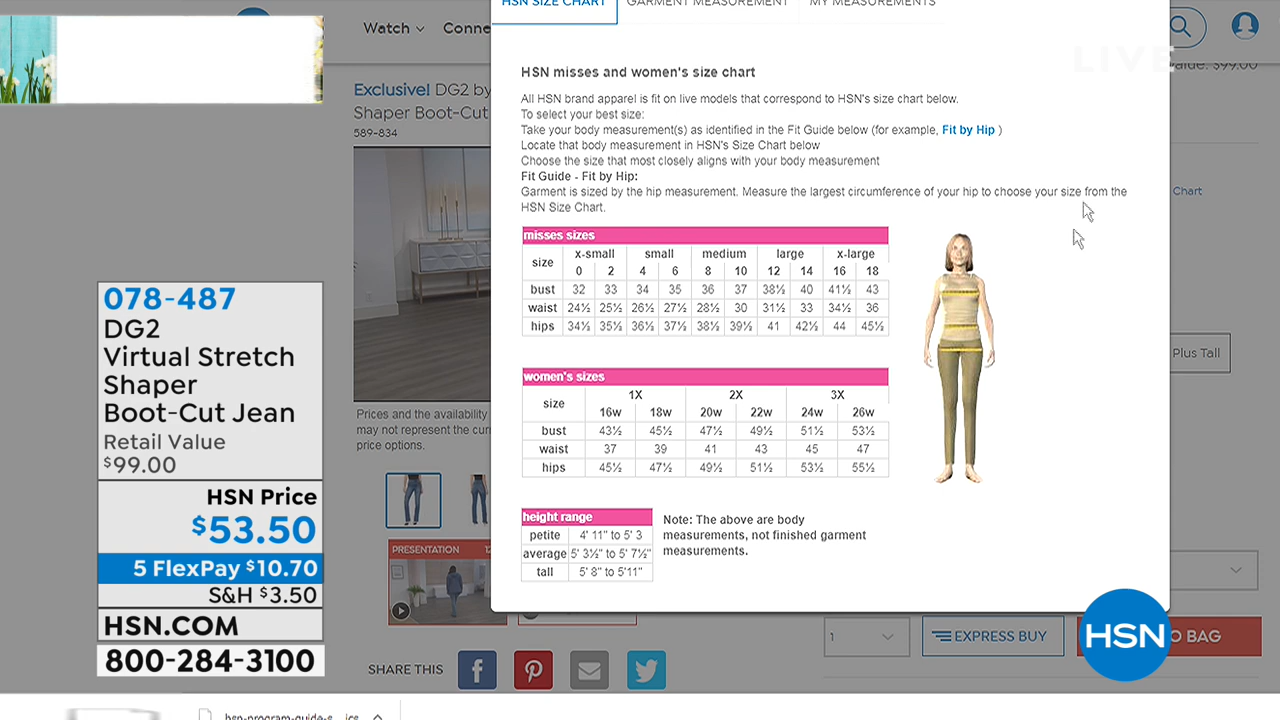 HSN SIZE CHART GARMENT MEASUREMENT MY MEASUREMENTS
Watch Conne
LIVE
Value: $99.00
HSN misses and women's size chart
Exclusive! DG2 by
Shaper Boot-Cut
589-834
All HSN brand apparel is fit on live models that correspond to HSN's size chart below.
To select your best size:
Take your body measurement(s) as identified in the Fit Guide below (for example, Fit by Hip )
Locate that body measurement in HSN's Size Chart below
Choose the size that most closely aligns with your body measurement
Fit Guide - Fit by Hip:
Garment is sized by the hip measurement. Measure the largest circumference of your hip to choose your size from the
HSN Size Chart.
Chart
misses sizes
size x-small small medium large x-large
0 2 4 6 8 10 12 14 16 18
bust 32 33 34 35 36 37 38½ 40 41½ 43
waist 24½ 25½ 26½ 27½ 28½ 30 31½ 33 34½ 36
hips 34½ 35½ 36½ 37½ 38½ 39½ 41 42½ 44 45½
women's sizes
size 1X 2X 3X
16w 18w 20w 22w 24w 26w
bust 43½ 45½ 47½ 49½ 51½ 53½
waist 37 39 41 43 45 47
hips 45½ 47½ 49½ 51½ 53½ 55½
Plus Tall
height range
petite 4' 11" to 5' 3
average 5' 3½" to 5' 7½"
tall 5' 8" to 5'11"
Note: The above are body
measurements, not finished garment
measurements.
078-487
DG2
Virtual Stretch
Shaper
Boot-Cut Jean
Retail Value
$99.00
HSN Price
$53.50
5 FlexPay $10.70
S&H $3.50
HSN.COM
800-284-3100
Prices and the availability
may not represent the curr
price options.
PRESENTATION 12
1
EXPRESS BUY
O BAG
HSN
SHARE THIS